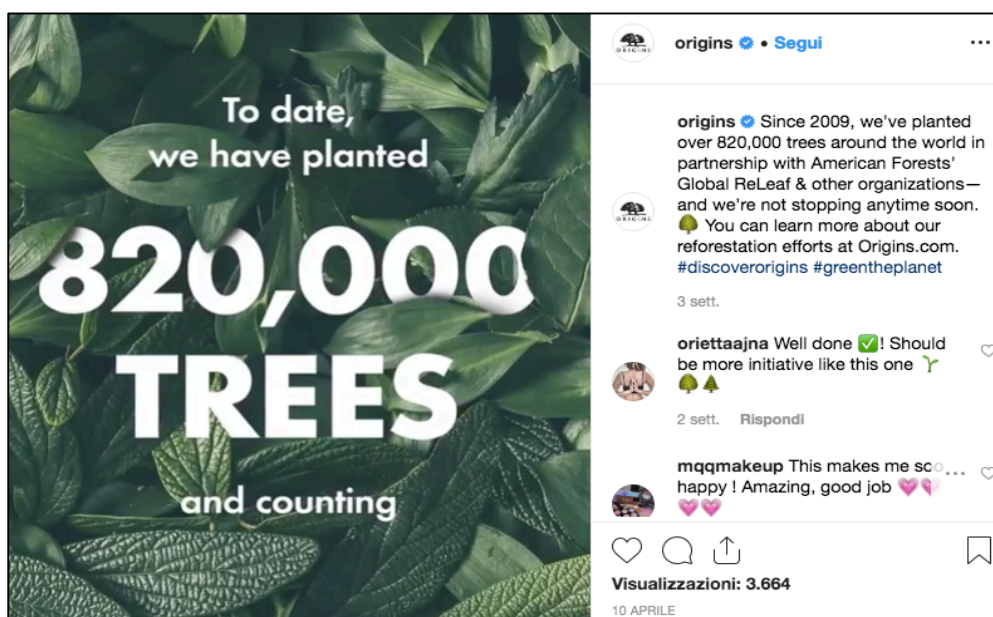 To date,
we have planted
820,000
TREES
and counting
ORIGINS
origins • Segui
ORIGINS
origins Since 2009, we've planted
over 820,000 trees around the world in
partnership with American Forests'
Global ReLeaf & other organizations—
and we're not stopping anytime soon.
🌳 You can learn more about our
reforestation efforts at Origins.com.
#discoverorigins #greentheplanet
3 sett.
oriettaajna Well done ✅! Should
be more initiative like this one 🌱
🌳🌲
2 sett. Rispondi
mqqmakeup This makes me soo
happy ! Amazing, good job 💗💗
💗💗
Visualizzazioni: 3.664
10 APRILE